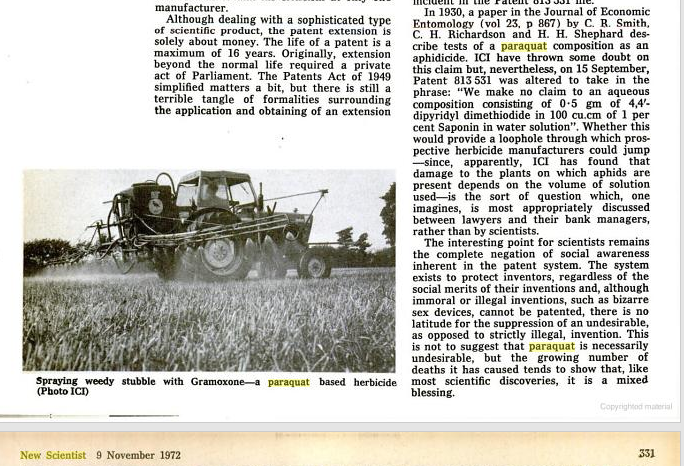 manufacturer.
Although dealing with a sophisticated type
of scientific product, the patent extension is
solely about money. The life of a patent is a
maximum of 16 years. Originally, extension
beyond the normal life required a private
act of Parliament. The Patents Act of 1949
simplified matters a bit, but there is still a
terrible tangle of formalities surrounding
the application and obtaining of an extension
Spraying weedy stubble with Gramoxone—a paraquat based herbicide
(Photo ICI)
incident in the Patent 813 531 file.
In 1930, a paper in the Journal of Economic
Entomology (vol 23, p 867) by C. R. Smith,
C. H. Richardson and H. H. Shephard des-
cribe tests of a paraquat composition as an
aphidicide. ICI have thrown some doubt on
this claim but, nevertheless, on 15 September,
Patent 813 531 was altered to take in the
phrase: "We make no claim to an aqueous
composition consisting of 0·5 gm of 4,4'-
dipyridyl dimethiodide in 100 cu.cm of 1 per
cent Saponin in water solution". Whether this
would provide a loophole through which pros-
pective herbicide manufacturers could jump
—since, apparently, ICI has found that
damage to the plants on which aphids are
present depends on the volume of solution
used—is the sort of question which, one
imagines, is most appropriately discussed
between lawyers and their bank managers,
rather than by scientists.
The interesting point for scientists remains
the complete negation of social awareness
inherent in the patent system. The system
exists to protect inventors, regardless of the
social merits of their inventions and, although
immoral or illegal inventions, such as bizarre
sex devices, cannot be patented, there is no
latitude for the suppression of an undesirable,
as opposed to strictly illegal, invention. This
is not to suggest that paraquat is necessarily
undesirable, but the growing number of
deaths it has caused tends to show that, like
most scientific discoveries, it is a mixed
blessing.
Copyrighted material
New Scientist 9 November 1972
331